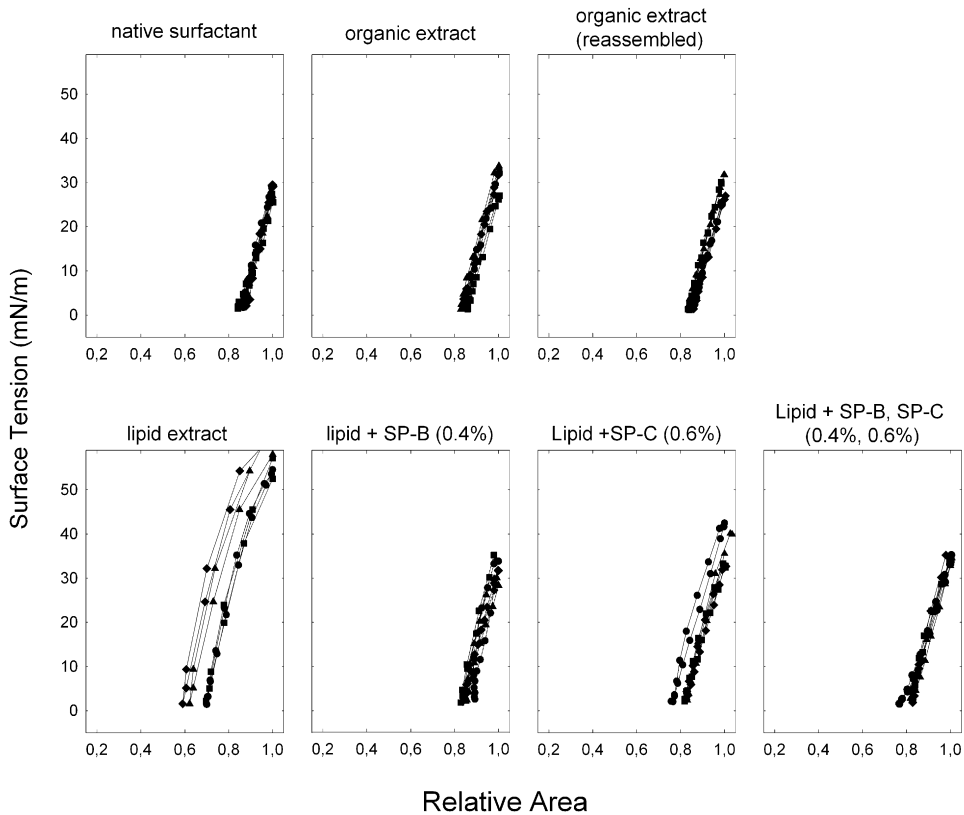 native surfactant
organic extract
organic extract
(reassembled)
50
40
30
20
10
0
0,2 0,4 0,6 0,8 1,0
0,2 0,4 0,6 0,8 1,0
0,2 0,4 0,6 0,8 1,0
Surface Tension (mN/m)
lipid extract
lipid + SP-B (0.4%)
Lipid +SP-C (0.6%)
Lipid + SP-B, SP-C
(0.4%, 0.6%)
50
40
30
20
10
0
0,2 0,4 0,6 0,8 1,0
0,2 0,4 0,6 0,8 1,0
0,2 0,4 0,6 0,8 1,0
0,2 0,4 0,6 0,8 1,0
Relative Area